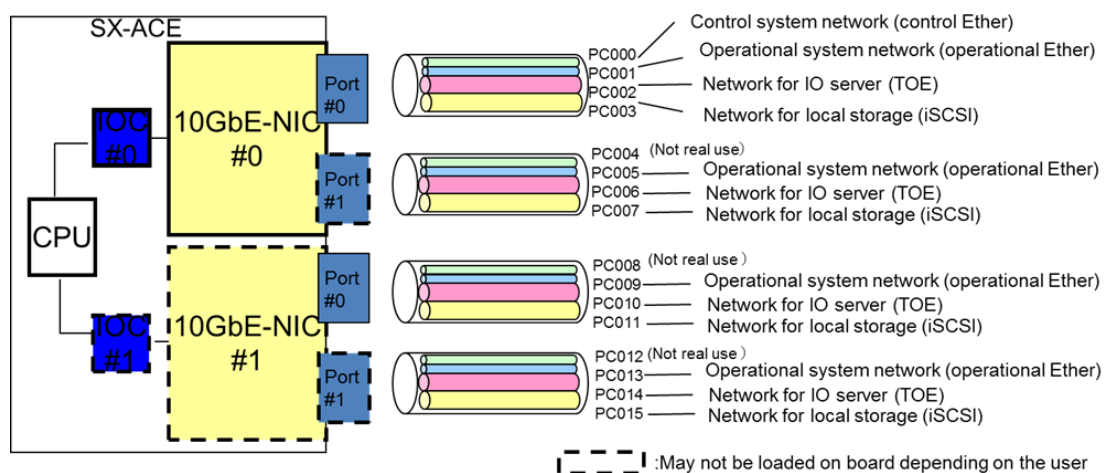 SX-ACE
IOC
#0
10GbE-NIC
#0
Port
#0
Port
#1
CPU
IOC
#1
10GbE-NIC
#1
Port
#0
Port
#1
PC000
PC001
PC002
PC003
Control system network (control Ether)
Operational system network (operational Ether)
Network for IO server (TOE)
Network for local storage (iSCSI)
PC004 (Not real use)
PC005 Operational system network (operational Ether)
PC006 Network for IO server (TOE)
PC007 Network for local storage (iSCSI)
PC008 (Not real use)
PC009 Operational system network (operational Ether)
PC010 Network for IO server (TOE)
PC011 Network for local storage (iSCSI)
PC012 (Not real use)
PC013 Operational system network (operational Ether)
PC014 Network for IO server (TOE)
PC015 Network for local storage (iSCSI)
:May not be loaded on board depending on the user